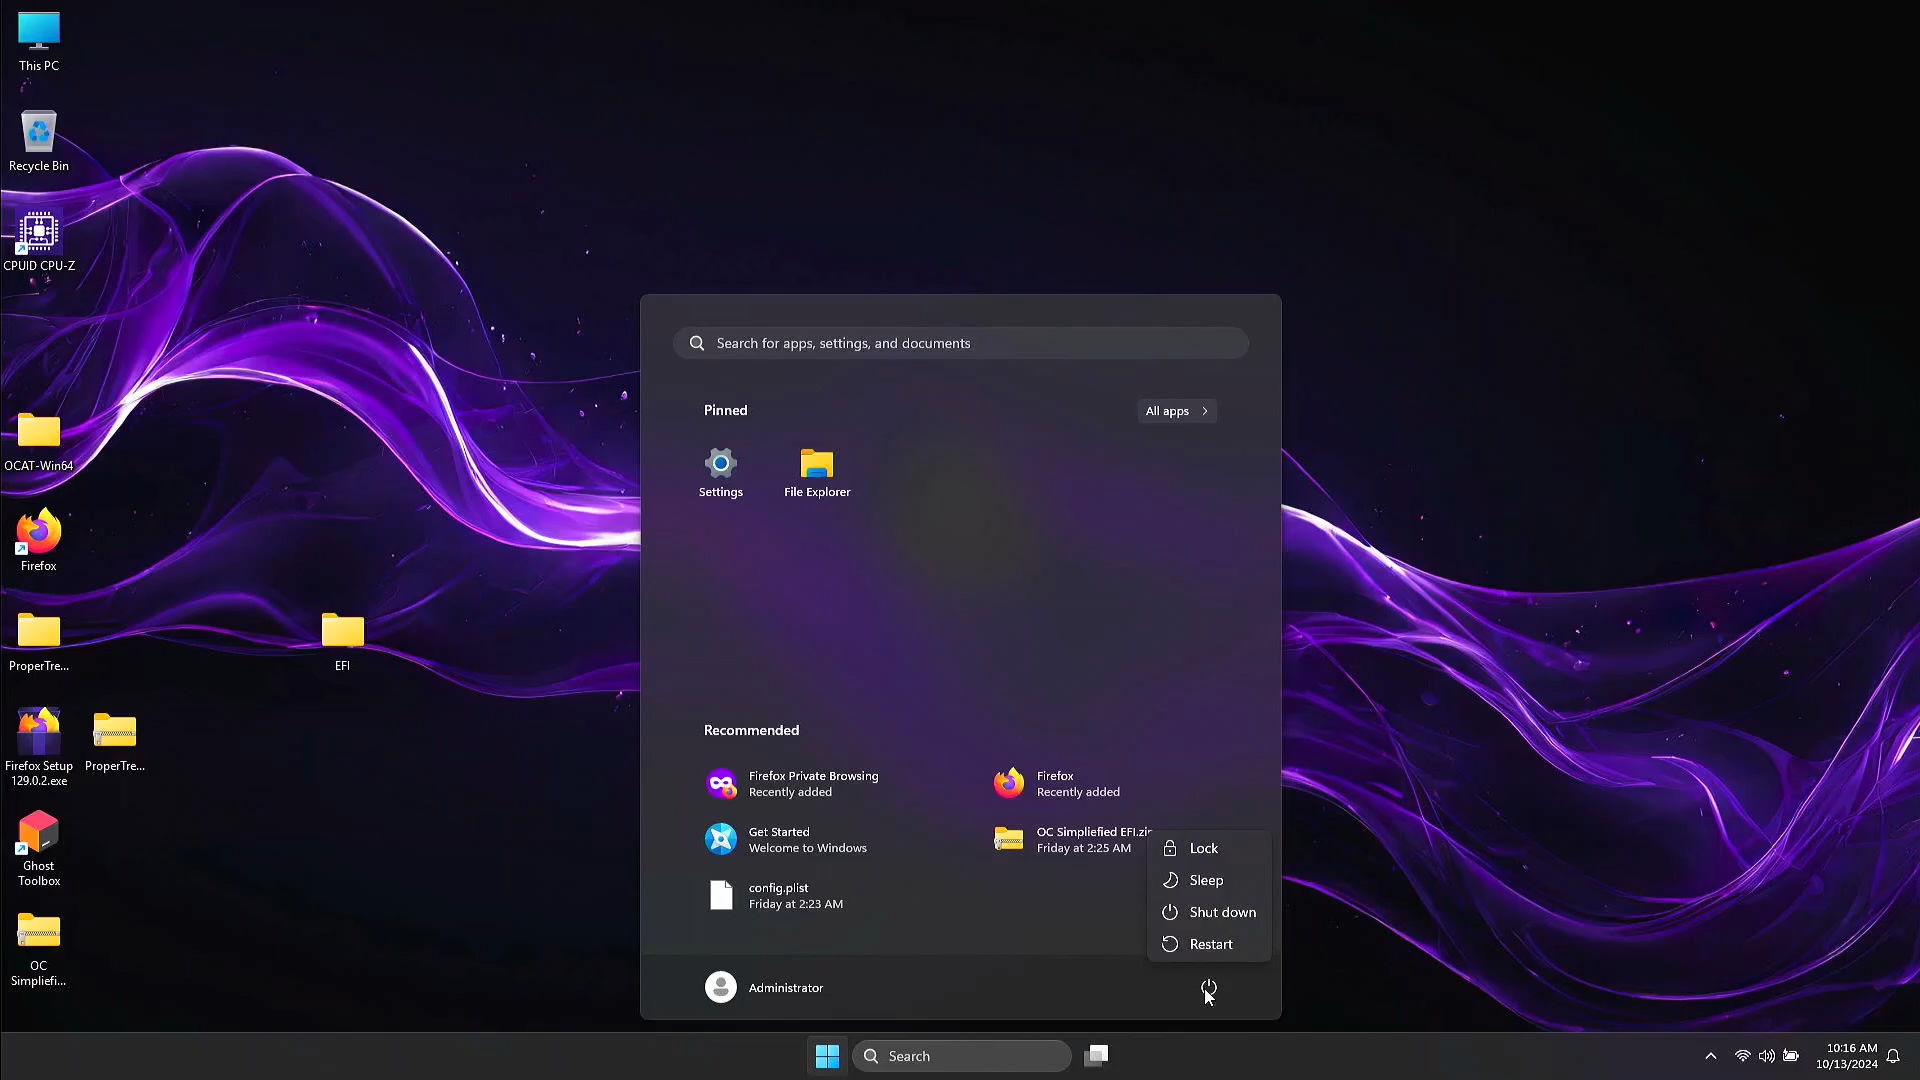 This PC
Recycle Bin
CPUID CPU-Z
OCAT-Win64
Firefox
ProperTre...
EFI
Firefox Setup
129.0.2.exe
ProperTre...
Ghost
Toolbox
OC
Simpliefi...
Search for apps, settings, and documents
Pinned
All apps
Settings
File Explorer
Recommended
Firefox Private Browsing
Recently added
Firefox
Recently added
Get Started
Welcome to Windows
OC Simpliefied EFI.zip
Friday at 2:25 AM
config.plist
Friday at 2:23 AM
Lock
Sleep
Shut down
Restart
Administrator
Search
10:16 AM
10/13/2024